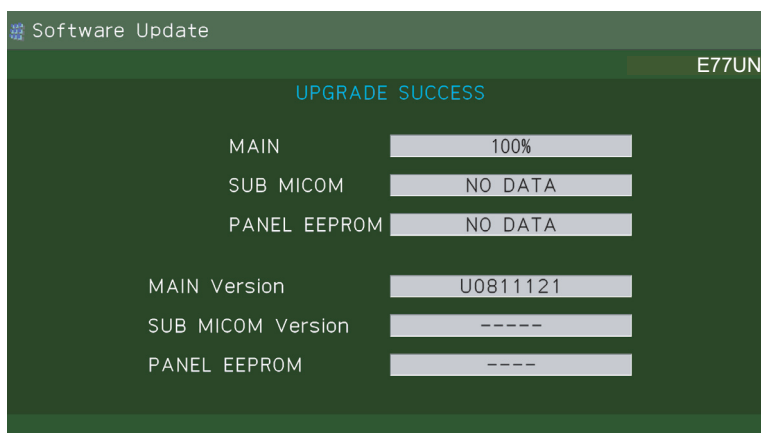 Software Update
E77UN
UPGRADE SUCCESS
MAIN 100%
SUB MICOM NO DATA
PANEL EEPROM NO DATA
MAIN Version U0811121
SUB MICOM Version -----
PANEL EEPROM ----